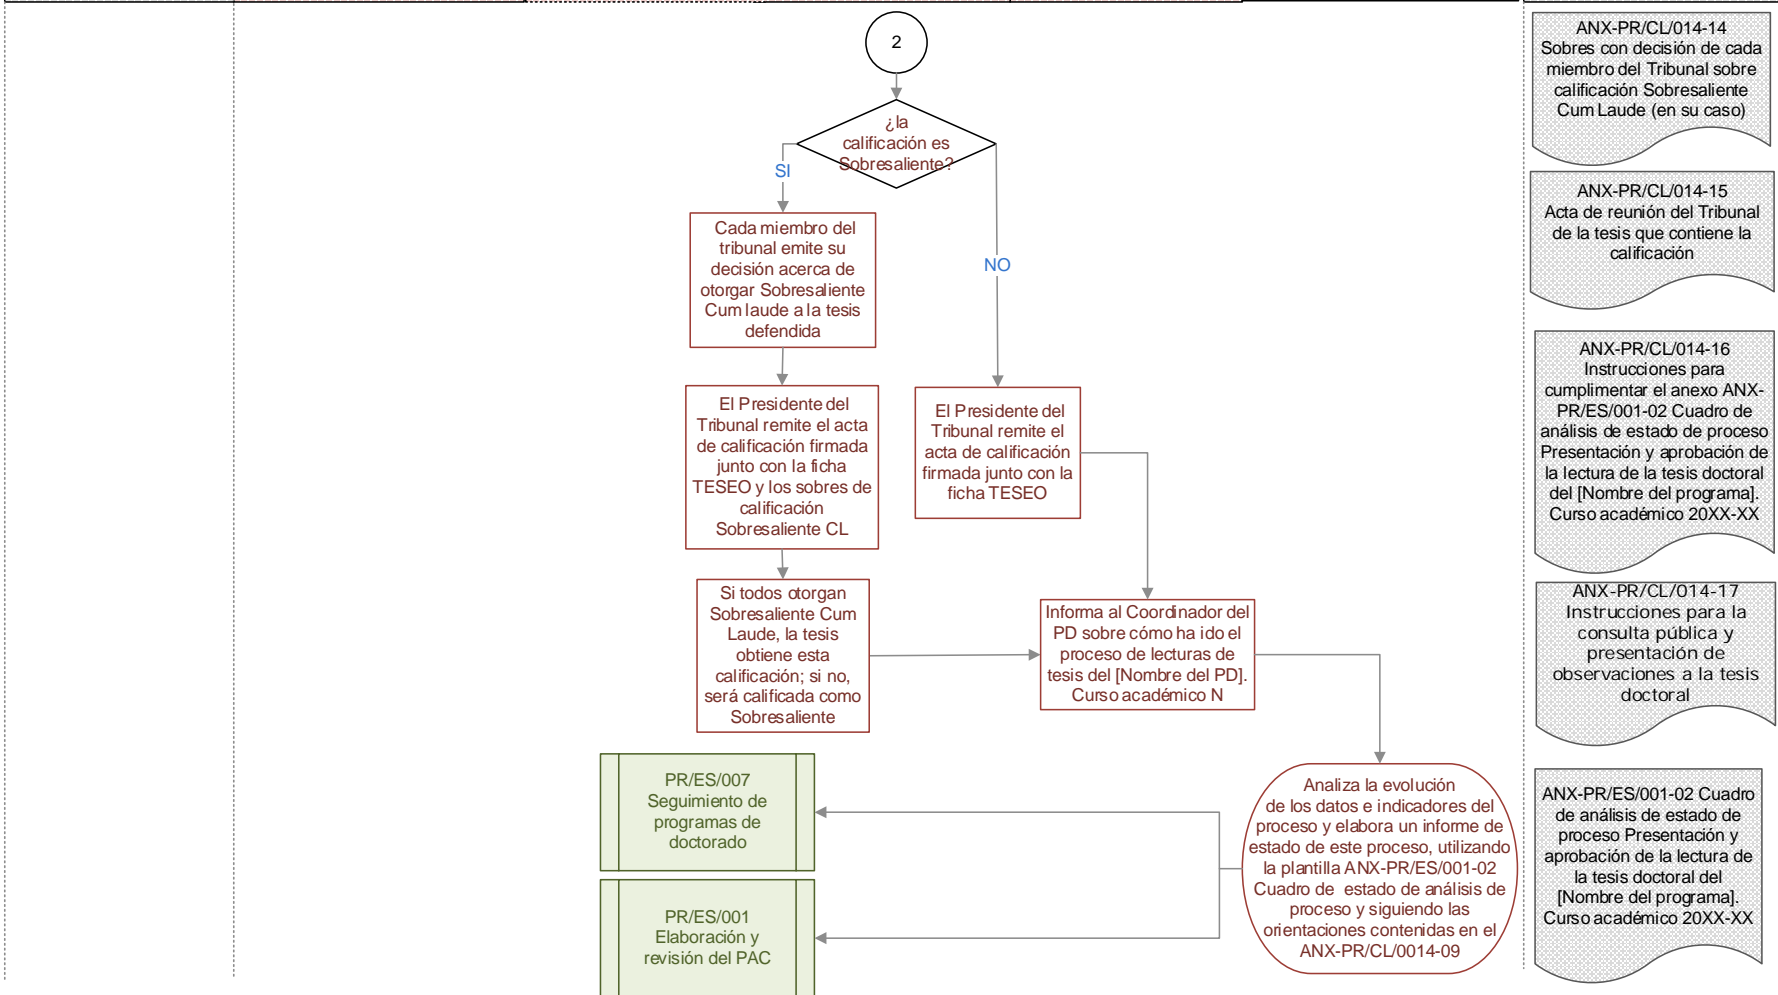 2
¿la
calificación es
Sobresaliente?
SI
NO
Cada miembro del
tribunal emite su
decisión acerca de
otorgar Sobresaliente
Cum laude a la tesis
defendida
El Presidente del
Tribunal remite el acta
de calificación firmada
junto con la ficha
TESEO y los sobres de
calificación
Sobresaliente CL
El Presidente del
Tribunal remite el
acta de calificación
firmada junto con la
ficha TESEO
Si todos otorgan
Sobresaliente Cum
Laude, la tesis
obtiene esta
calificación; si no,
será calificada como
Sobresaliente
Informa al Coordinador del
PD sobre cómo ha ido el
proceso de lecturas de
tesis del [Nombre del PD].
Curso académico N
PR/ES/007
Seguimiento de
programas de
doctorado
PR/ES/001
Elaboración y
revisión del PAC
Analiza la evolución
de los datos e indicadores del
proceso y elabora un informe de
estado de este proceso, utilizando
la plantilla ANX-PR/ES/001-02
Cuadro de estado de análisis de
proceso y siguiendo las
orientaciones contenidas en el
ANX-PR/CL/0014-09
ANX-PR/CL/014-14
Sobres con decisión de cada
miembro del Tribunal sobre
calificación Sobresaliente
Cum Laude (en su caso)
ANX-PR/CL/014-15
Acta de reunión del Tribunal
de la tesis que contiene la
calificación
ANX-PR/CL/014-16
Instrucciones para
cumplimentar el anexo ANX-
PR/ES/001-02 Cuadro de
análisis de estado de proceso
Presentación y aprobación de
la lectura de la tesis doctoral
del [Nombre del programa].
Curso académico 20XX-XX
ANX-PR/CL/014-17
Instrucciones para la
consulta pública y
presentación de
observaciones a la tesis
doctoral
ANX-PR/ES/001-02 Cuadro
de análisis de estado de
proceso Presentación y
aprobación de la lectura de
la tesis doctoral del
[Nombre del programa].
Curso académico 20XX-XX